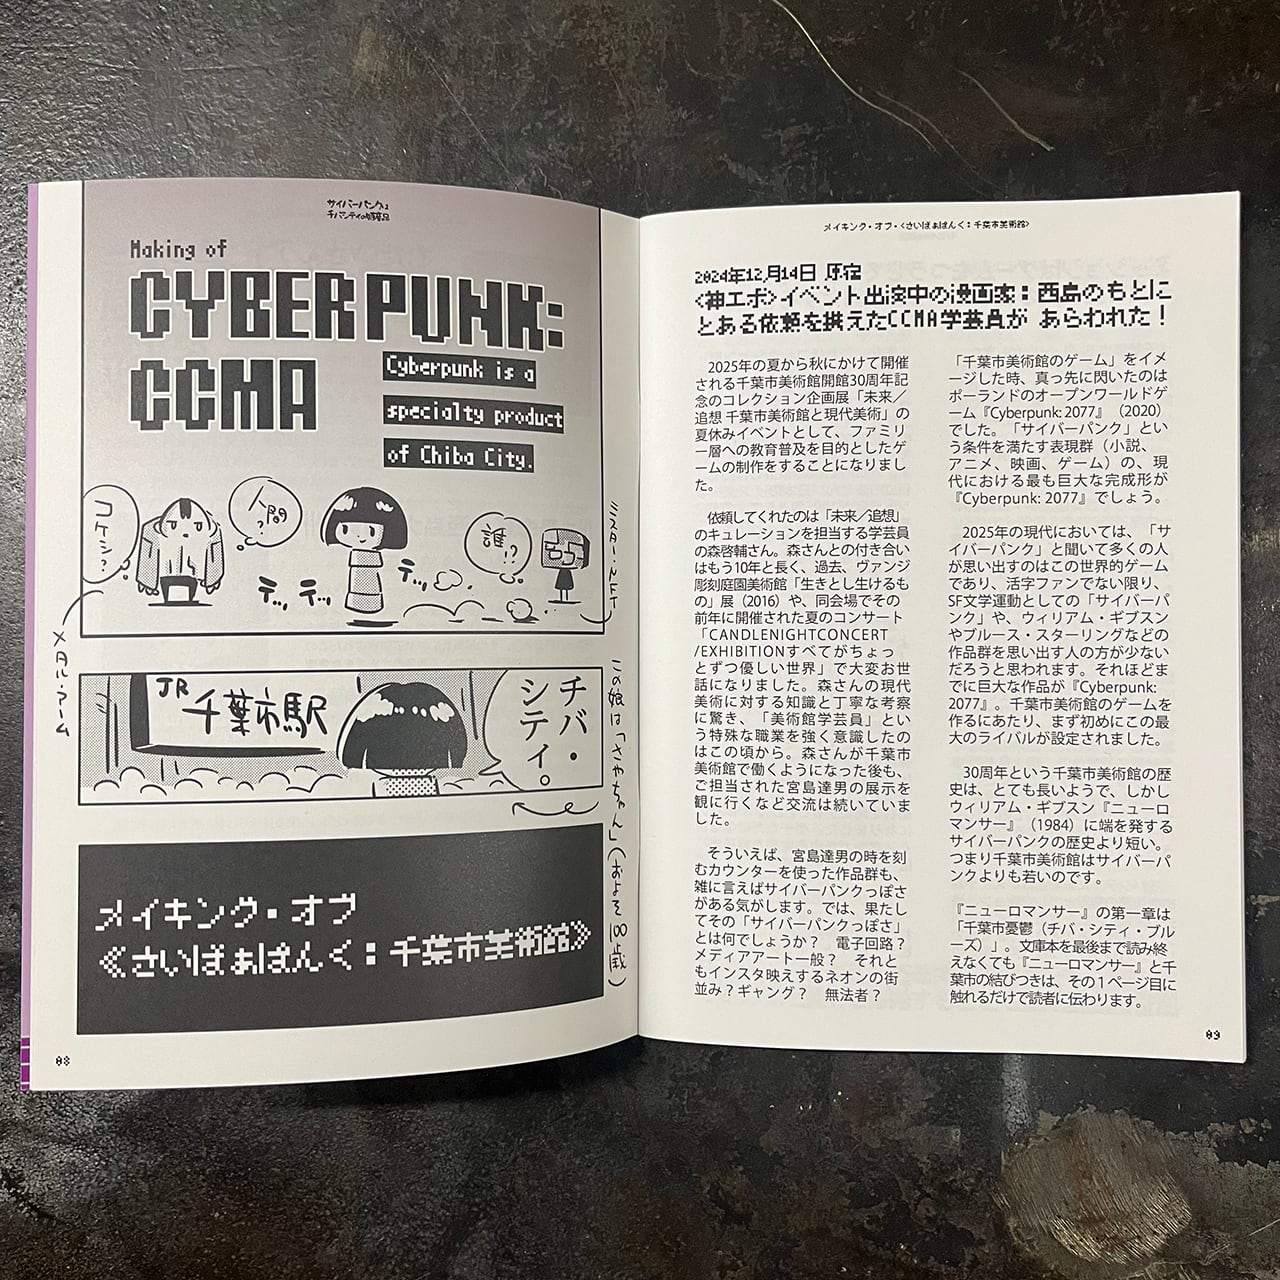 サイバーパンクは
チバシティの特産品
Making of
CYBERPUNK:
CCMA
Cyberpunk is a
specialty product
of Chiba City.
コケシ?
人間?
誰!?
テッ テッ
テッ
ミスター・NET
メタル・アーム
JR
千葉市駅
チバ・
シティ。
この娘は「さやちゃん」(およそ100歳)
メイキング・オブ
《さいばぁぱんく:千葉市美術館》
08
メイキング・オブ・<さいばぁぱんく:千葉市美術館>
2024年12月14日 原宿
<神エボ>イベント出演中の漫画家:西島のもとに
とある依頼を携えたCCMA学芸員が あらわれた!
2025年の夏から秋にかけて開催
される千葉市美術館開館30周年記
念のコレクション企画展「未来/
追想 千葉市美術館と現代美術」の
夏休みイベントとして、ファミリ
ー層への教育普及を目的としたゲ
ームの制作をすることになりまし
た。
依頼してくれたのは「未来/追想」
のキュレーションを担当する学芸員
の森啓輔さん。森さんとの付き合い
はもう10年と長く、過去、ヴァンジ
彫刻庭園美術館「生きとし生けるも
の」展（2016）や、同会場でその
前年に開催された夏のコンサート
「CANDLENIGHTCONCERT
/EXHIBITIONすべてがちょっ
とずつ優しい世界」で大変お世
話になりました。森さんの現代
美術に対する知識と丁寧な考察
に驚き、「美術館学芸員」とい
う特殊な職業を強く意識したの
はこの頃から。森さんが千葉市
美術館で働くようになった後も、
ご担当された宮島達男の展示を
観に行くなど交流は続いていま
した。
そういえば、宮島達男の時を刻
むカウンターを使った作品群も、
雑に言えばサイバーパンクっぽさ
がある気がします。では、果たし
てその「サイバーパンクっぽさ」
とは何でしょうか？ 電子回路？
メディアアート一般？ それと
もインスタ映えするネオンの街
並み？ギャング？ 無法者？
「千葉市美術館のゲーム」をイメ
ージした時、真っ先に閃いたのは
ポーランドのオープンワールドゲ
ーム『Cyberpunk: 2077』（2020）
でした。「サイバーパンク」とい
う条件を満たす表現群（小説、
アニメ、映画、ゲーム）の、現
代における最も巨大な完成形が
『Cyberpunk: 2077』でしょう。
2025年の現代においては、「サ
イバーパンク」と聞いて多くの人
が思い出すのはこの世界的ゲーム
であり、活字ファンでない限り、
SF文学運動としての「サイバーパ
ンク」や、ウィリアム・ギブスン
やブルース・スターリングなどの
作品群を思い出す人の方が少ない
だろうと思われます。それほどま
でに巨大な作品が『Cyberpunk:
2077』。千葉市美術館のゲームを
作るにあたり、まず初めにこの最
大のライバルが設定されました。
30周年という千葉市美術館の歴
史は、とても長いようで、しかし
ウィリアム・ギブスン『ニューロ
マンサー』（1984）に端を発する
サイバーパンクの歴史より短い。
つまり千葉市美術館はサイバーパ
ンクよりも若いのです。
『ニューロマンサー』の第一章は
「千葉市憂鬱（チバ・シティ・ブル
ーズ）」。文庫本を最後まで読み終
えなくても『ニューロマンサー』と千
葉市の結びつきは、その1ページ目に
触れるだけで読者に伝わります。
09